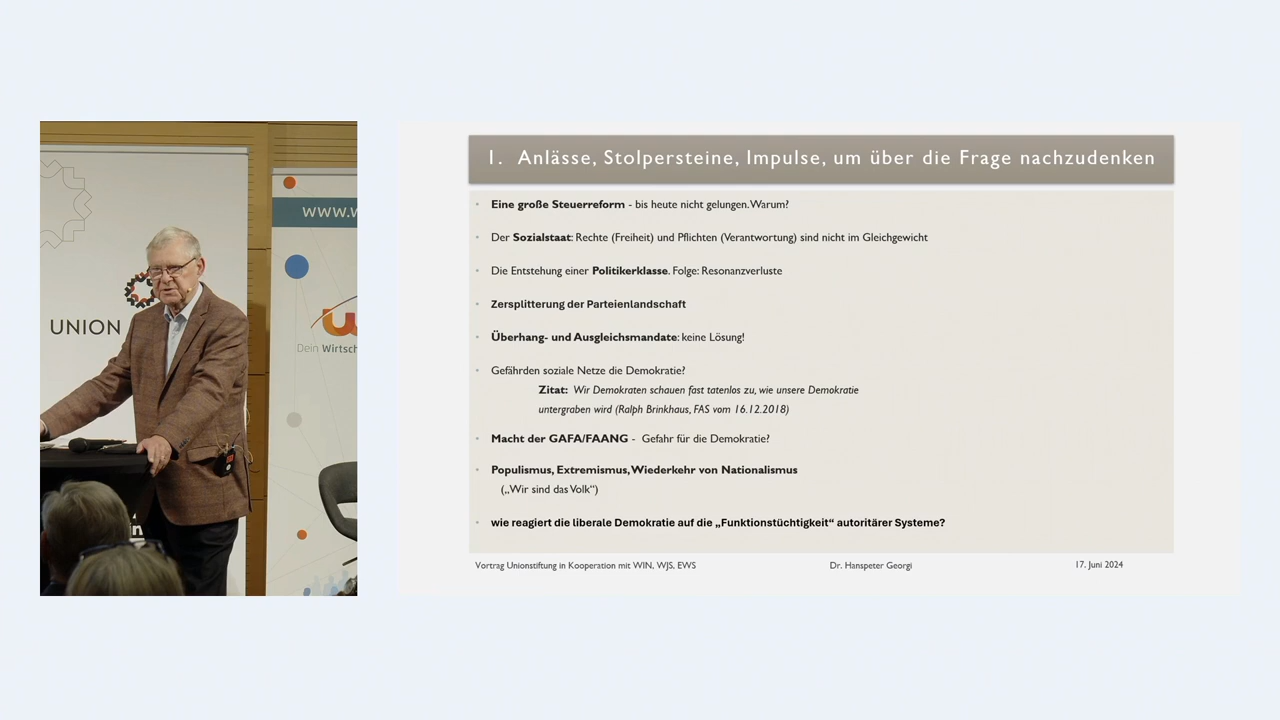 WWW.W
UNION
Dein Wirtsch
1. Anlässe, Stolpersteine, Impulse, um über die Frage nachzudenken
• Eine große Steuerreform - bis heute nicht gelungen. Warum?
• Der Sozialstaat: Rechte (Freiheit) und Pflichten (Verantwortung) sind nicht im Gleichgewicht
• Die Entstehung einer Politikerklasse. Folge: Resonanzverluste
• Zersplitterung der Parteienlandschaft
• Überhang- und Ausgleichsmandate: keine Lösung!
• Gefährden soziale Netze die Demokratie?
Zitat: Wir Demokraten schauen fast tatenlos zu, wie unsere Demokratie
untergraben wird (Ralph Brinkhaus, FAS vom 16.12.2018)
• Macht der GAFA/FAANG - Gefahr für die Demokratie?
• Populismus, Extremismus, Wiederkehr von Nationalismus
(„Wir sind das Volk“)
• wie reagiert die liberale Demokratie auf die „Funktionstüchtigkeit“ autoritärer Systeme?
Vortrag Unionstiftung in Kooperation mit WIN, WJS, EWS
Dr. Hanspeter Georgi
17. Juni 2024